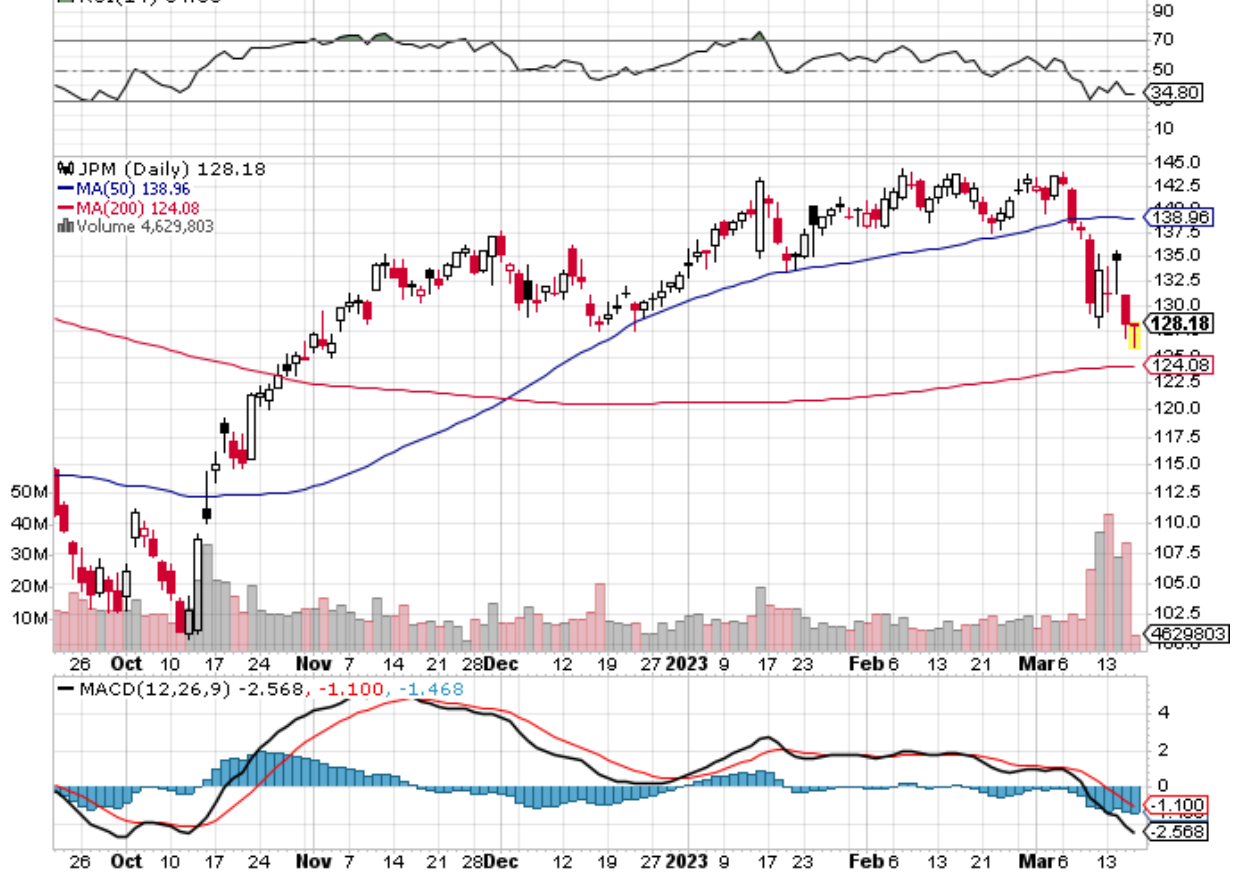 90
70
50
34.80
10
JPM (Daily) 128.18
MA(50) 138.96
MA(200) 124.08
Volume 4,629,803
145.0
142.5
138.96
137.5
135.0
132.5
130.0
128.18
124.08
122.5
120.0
117.5
115.0
112.5
110.0
107.5
105.0
102.5
4629803
50M
40M
30M
20M
10M
26 Oct 10 17 24 Nov 7 14 21 28 Dec 12 19 27 2023 9 17 23 Feb 6 13 21 Mar 6 13
MACD(12,26,9) -2.568, -1.100, -1.468
4
2
0
-1.100
-2.568
26 Oct 10 17 24 Nov 7 14 21 28 Dec 12 19 27 2023 9 17 23 Feb 6 13 21 Mar 6 13